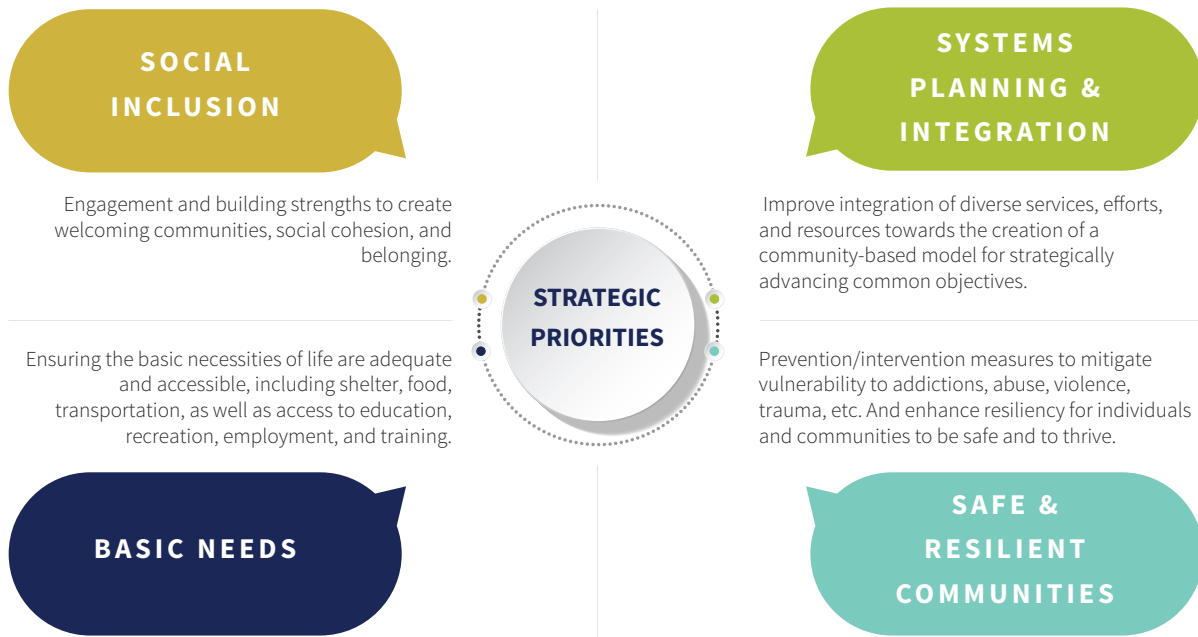 SOCIAL
INCLUSION
Engagement and building strengths to create
welcoming communities, social cohesion, and
belonging.
SYSTEMS
PLANNING &
INTEGRATION
Improve integration of diverse services, efforts,
and resources towards the creation of a
community-based model for strategically
advancing common objectives.
STRATEGIC
PRIORITIES
Ensuring the basic necessities of life are adequate
and accessible, including shelter, food,
transportation, as well as access to education,
recreation, employment, and training.
BASIC NEEDS
Prevention/intervention measures to mitigate
vulnerability to addictions, abuse, violence,
trauma, etc. And enhance resiliency for individuals
and communities to be safe and to thrive.
SAFE &
RESILIENT
COMMUNITIES